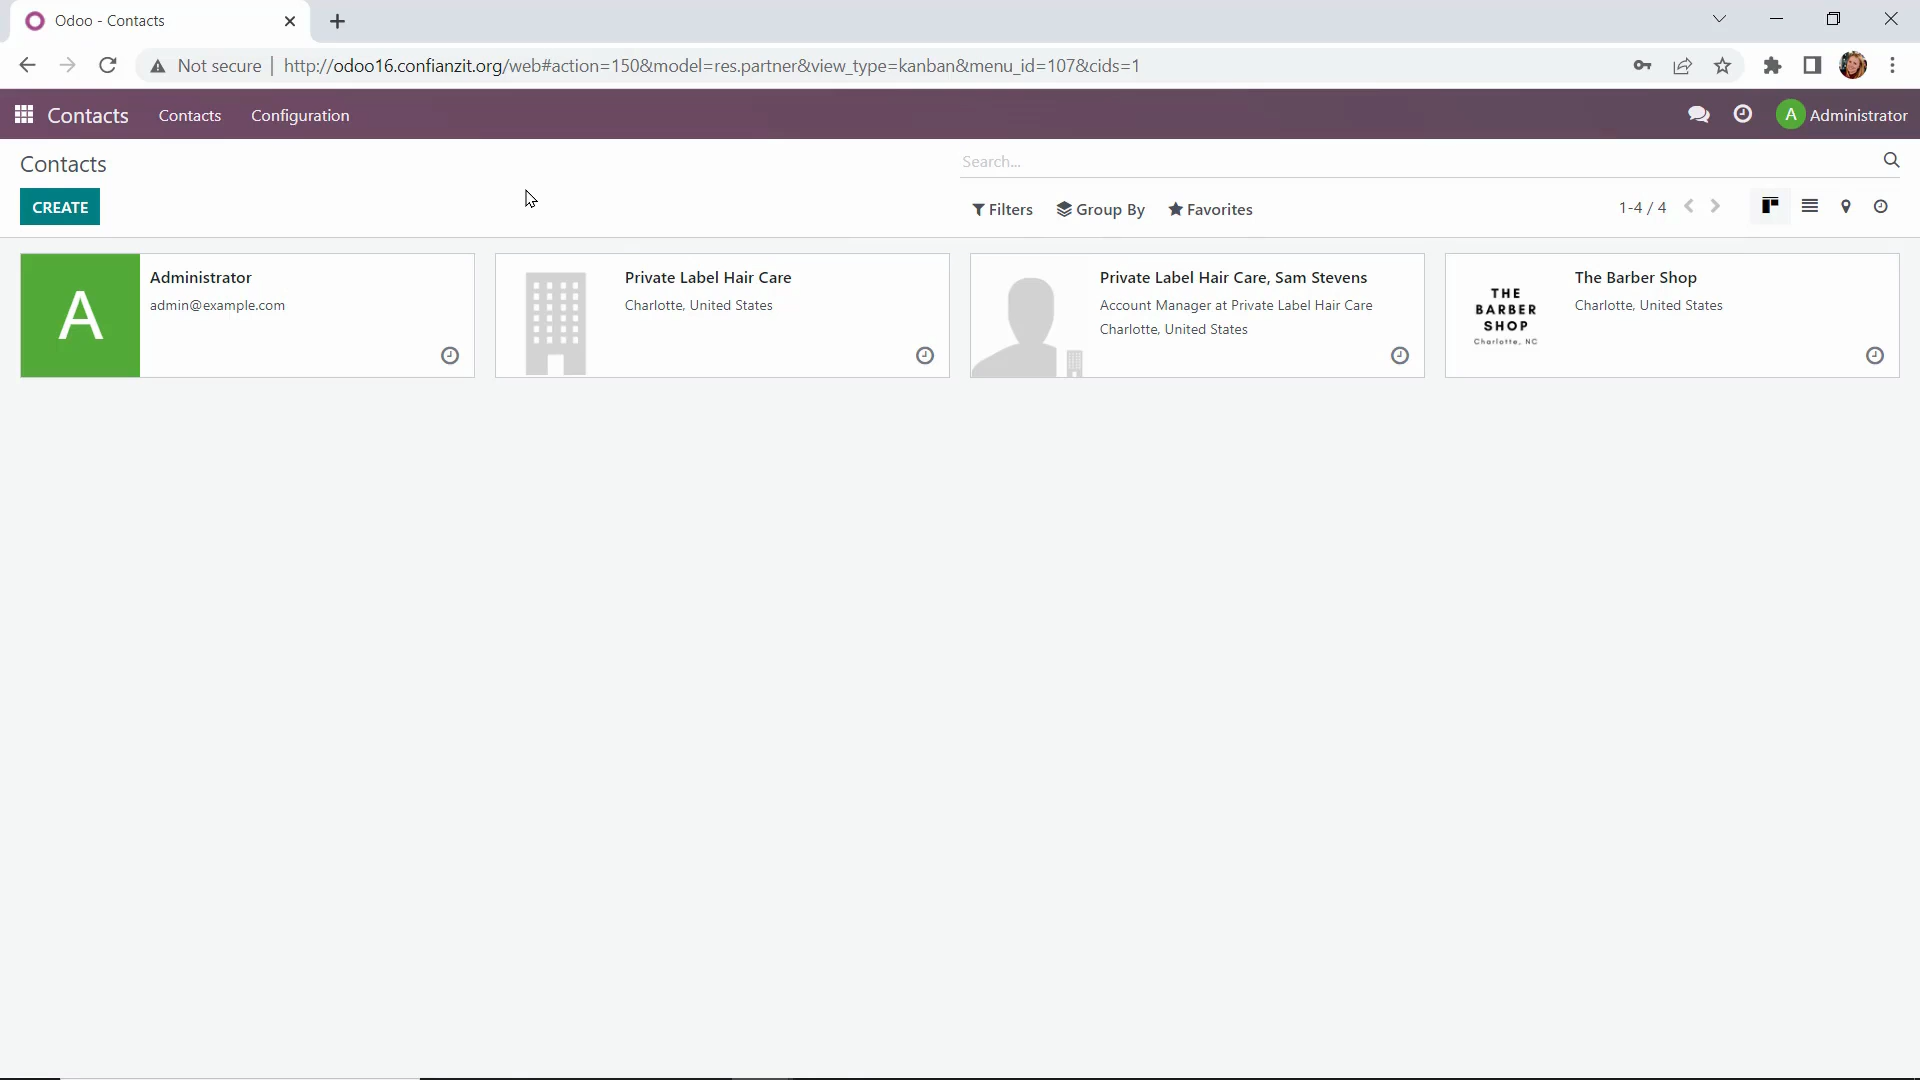 Odoo - Contacts
Not secure | http://odoo16.confianzit.org/web#action=150&model=res.partner&view_type=kanban&menu_id=107&cids=1
Contacts Contacts Configuration A Administrator
Contacts Search...
CREATE Filters Group By Favorites 1-4 / 4
A Administrator
admin@example.com
Private Label Hair Care
Charlotte, United States
Private Label Hair Care, Sam Stevens
Account Manager at Private Label Hair Care
Charlotte, United States
THE
BARBER
SHOP
Charlotte, NC
The Barber Shop
Charlotte, United States